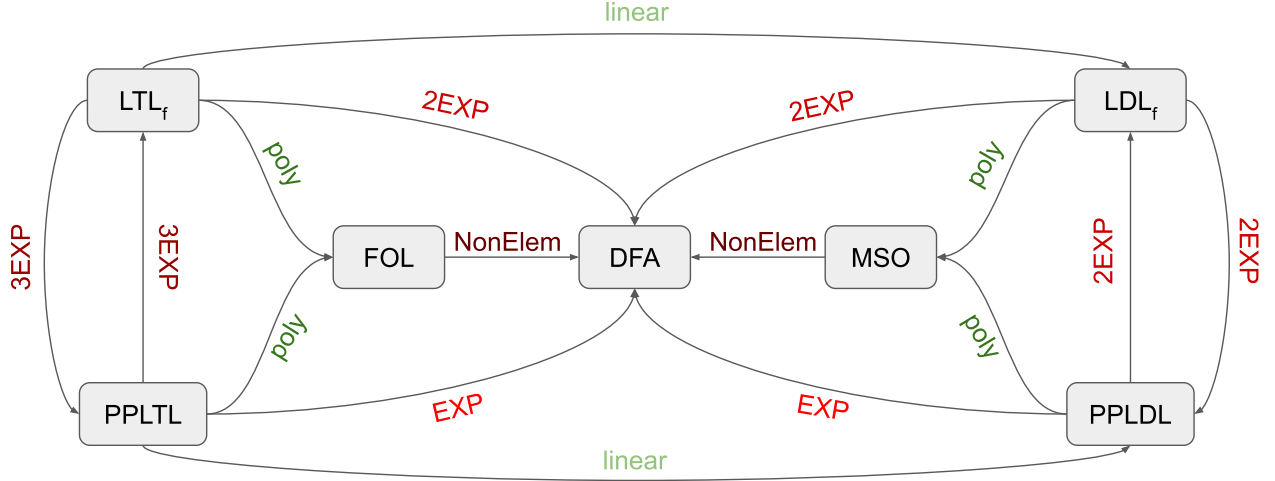 linear
LTLf
2EXP
2EXP
LDLf
poly
poly
3EXP
3EXP
FOL
NonElem
DFA
NonElem
MSO
2EXP
2EXP
poly
poly
PPLTL
EXP
EXP
PPLDL
linear